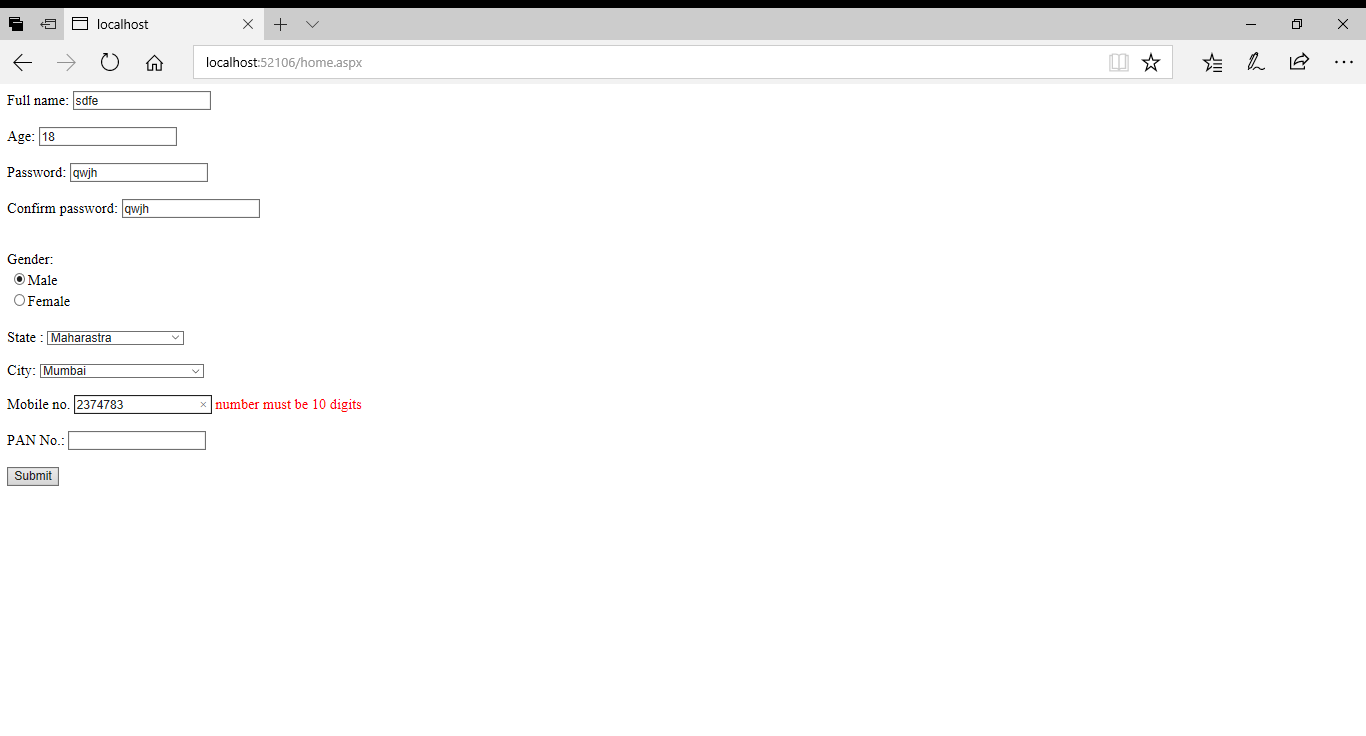 localhost
localhost:52106/home.aspx
Full name: sdfe
Age: 18
Password: qwjh
Confirm password: qwjh
Gender:
Male
Female
State : Maharastra
City: Mumbai
Mobile no. 2374783 × number must be 10 digits
PAN No.:
Submit